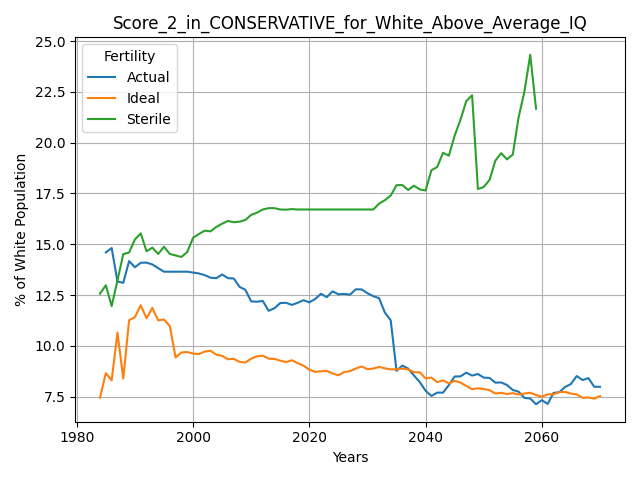 Score_2_in_CONSERVATIVE_for_White_Above_Average_IQ
Fertility
Actual
Ideal
Sterile
% of White Population
25.0
22.5
20.0
17.5
15.0
12.5
10.0
7.5
1980
2000
2020
2040
2060
Years